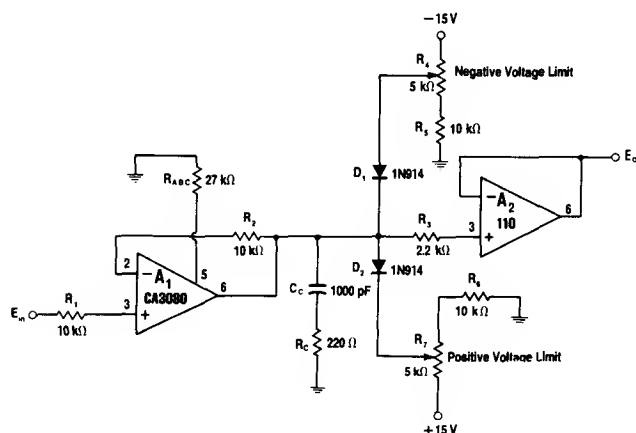 −15V
R4
5 kΩ
Negative Voltage Limit
R5
10 kΩ
RABC
27 kΩ
D1
1N914
Eo
−
A2
110
6
3
+
R2
10 kΩ
R3
2.2 kΩ
2
−
A1
CA3080
5
6
3
+
Ein
R1
10 kΩ
CC
1000 pF
D2
1N914
R6
10 kΩ
RC
220 Ω
R7
5 kΩ
Positive Voltage Limit
+15V